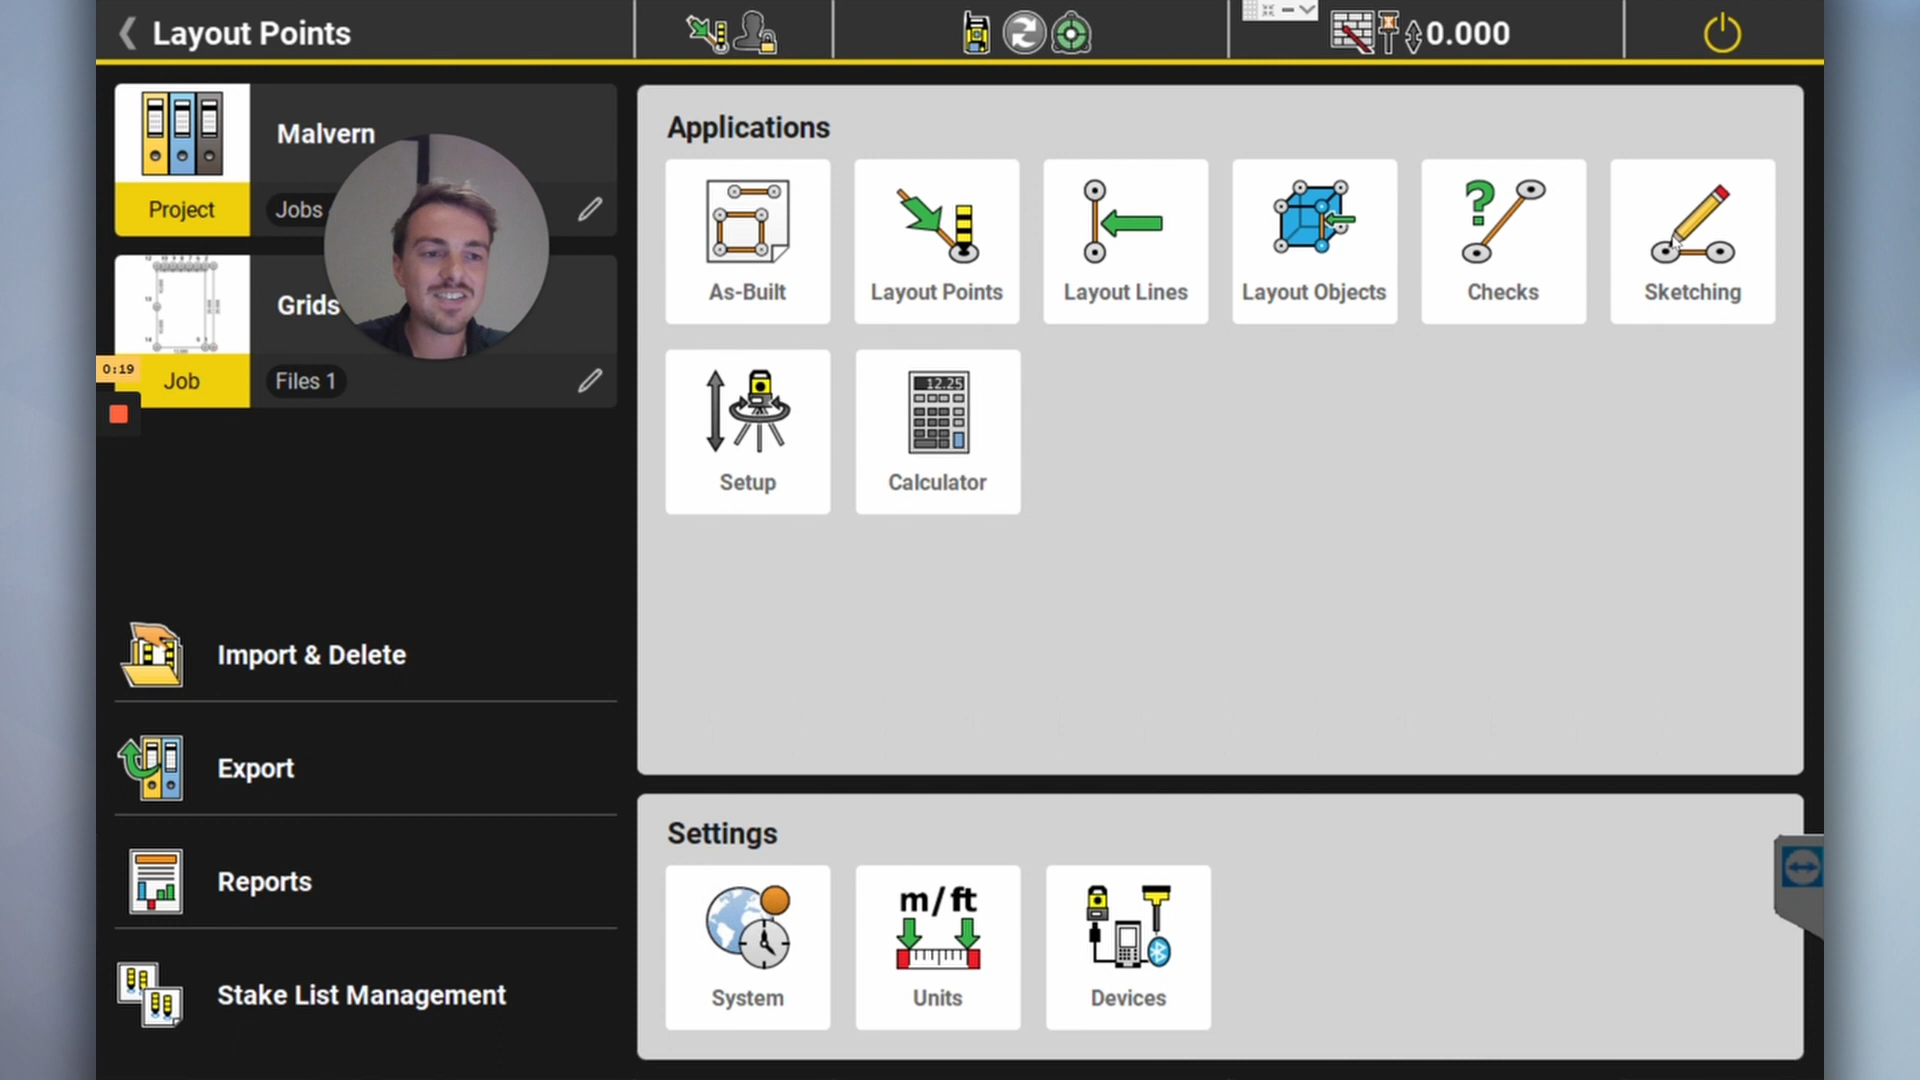 Layout Points
0.000
Malvern
Project
Jobs
Grids
Job
Files 1
0:19
Import & Delete
Export
Reports
Stake List Management
Applications
As-Built
Layout Points
Layout Lines
Layout Objects
Checks
Sketching
12.25
Setup
Calculator
Settings
m/ft
System
Units
Devices